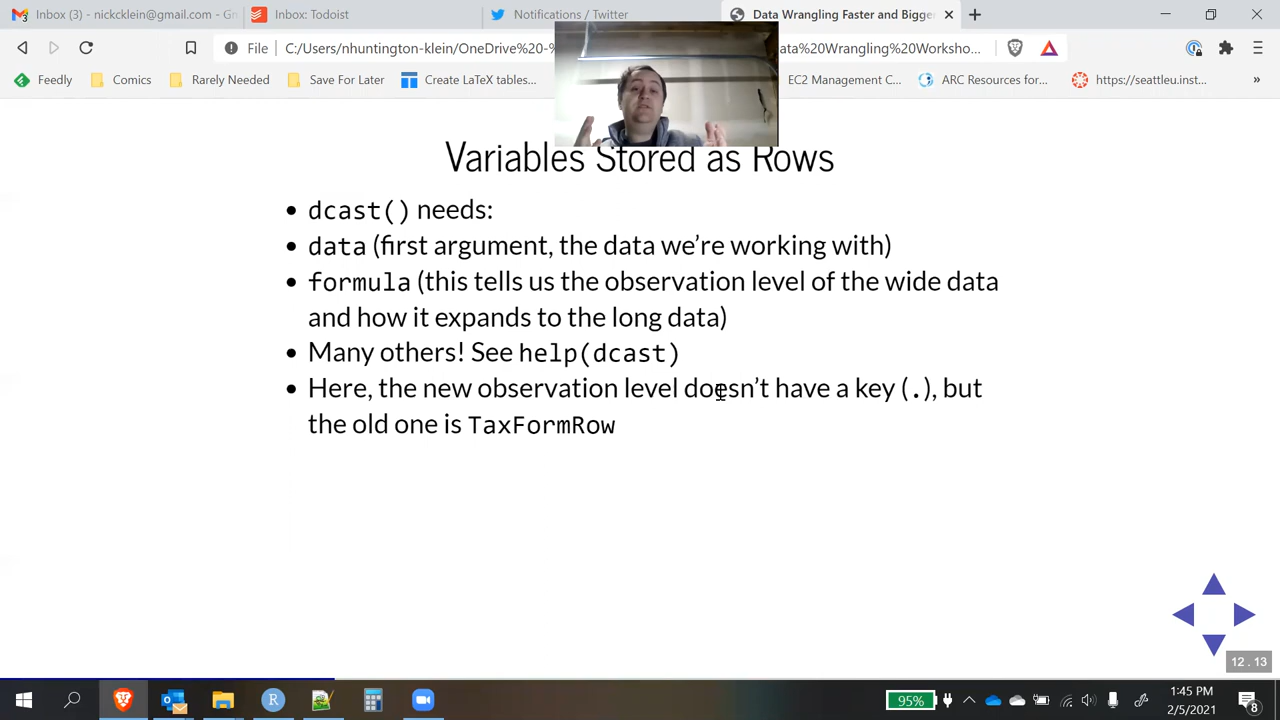 Inbox - nickcklein@gmail.com - Gm
Inbox: Todoist
Notifications / Twitter
Data Wrangling Faster and Bigger
File
C:/Users/nhuntington-klein/OneDrive -
ata%20Wrangling%20Worksho...
Feedly
Comics
Rarely Needed
Save For Later
Create LaTeX tables...
EC2 Management C...
ARC Resources for...
https://seattleu.inst...
»
Variables Stored as Rows
• dcast() needs:
• data (first argument, the data we're working with)
• formula (this tells us the observation level of the wide data
and how it expands to the long data)
• Many others! See help(dcast)
• Here, the new observation level doesn't have a key (.), but
the old one is TaxFormRow
12.13
95%
1:45 PM
2/5/2021
8